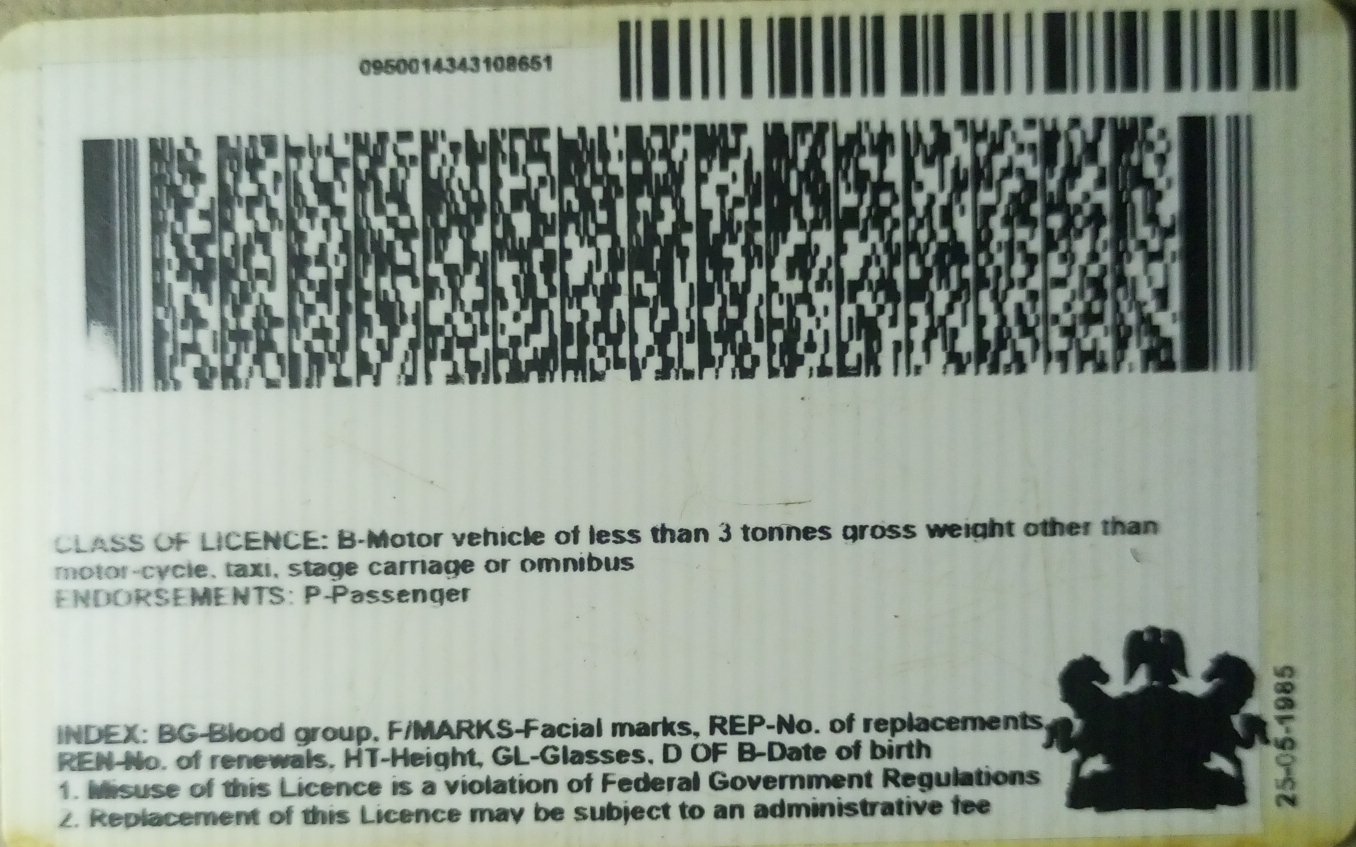 0950014343108651
CLASS OF LICENCE: B-Motor vehicle of less than 3 tonnes gross weight other than
motor-cycle, taxi, stage carriage or omnibus
ENDORSEMENTS: P-Passenger
INDEX: BG-Blood group, F/MARKS-Facial marks, REP-No. of replacements,
REN-No. of renewals, HT-Height, GL-Glasses, D OF B-Date of birth
1. Misuse of this Licence is a violation of Federal Government Regulations
2. Replacement of this Licence may be subject to an administrative fee
25-05-1985